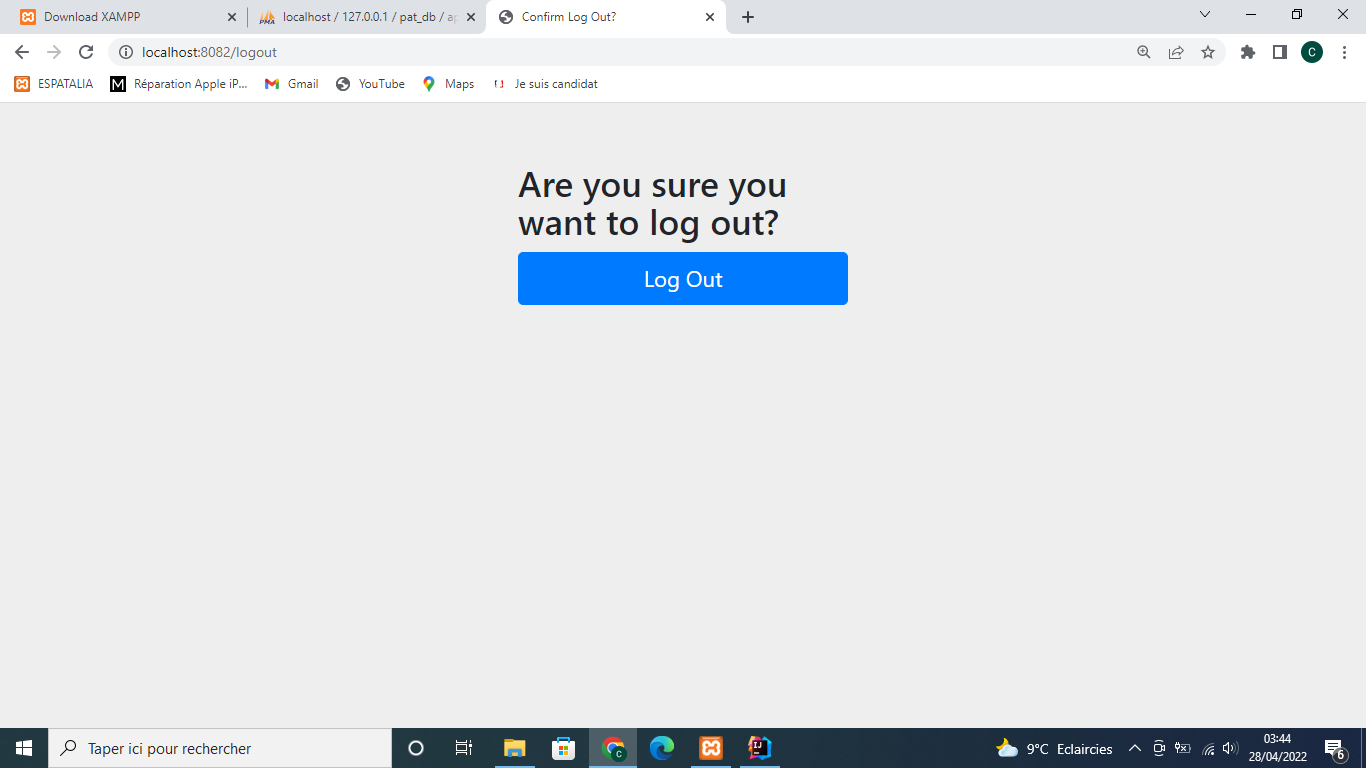 Download XAMPP
localhost / 127.0.0.1 / pat_db / ap
Confirm Log Out?
localhost:8082/logout
C
ESPATALIA
M
Réparation Apple iP...
Gmail
YouTube
Maps
Je suis candidat
Are you sure you
want to log out?
Log Out
Taper ici pour rechercher
9°C Eclaircies
03:44
28/04/2022
6